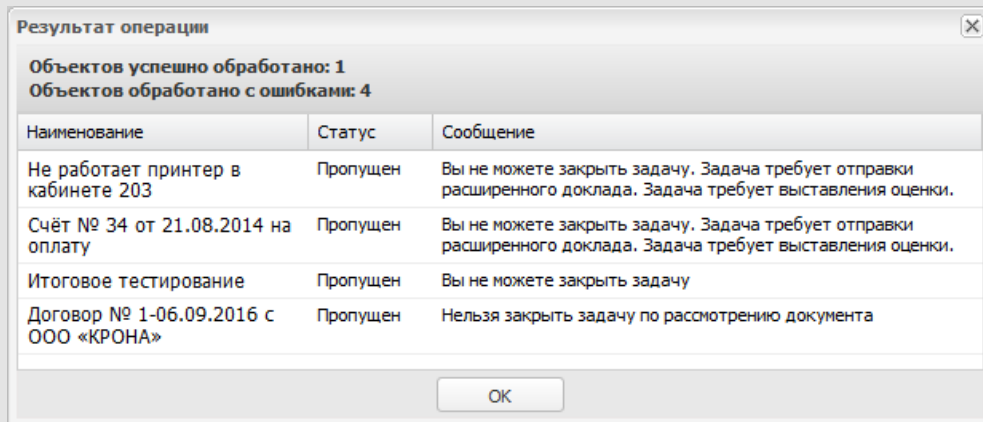 Результат операции
Объектов успешно обработано: 1
Объектов обработано с ошибками: 4
Наименование Статус Сообщение
Не работает принтер в кабинете 203 Пропущен Вы не можете закрыть задачу. Задача требует отправки расширенного доклада. Задача требует выставления оценки.
Счёт № 34 от 21.08.2014 на оплату Пропущен Вы не можете закрыть задачу. Задача требует отправки расширенного доклада. Задача требует выставления оценки.
Итоговое тестирование Пропущен Вы не можете закрыть задачу
Договор № 1-06.09.2016 с ООО «КРОНА» Пропущен Нельзя закрыть задачу по рассмотрению документа
OK